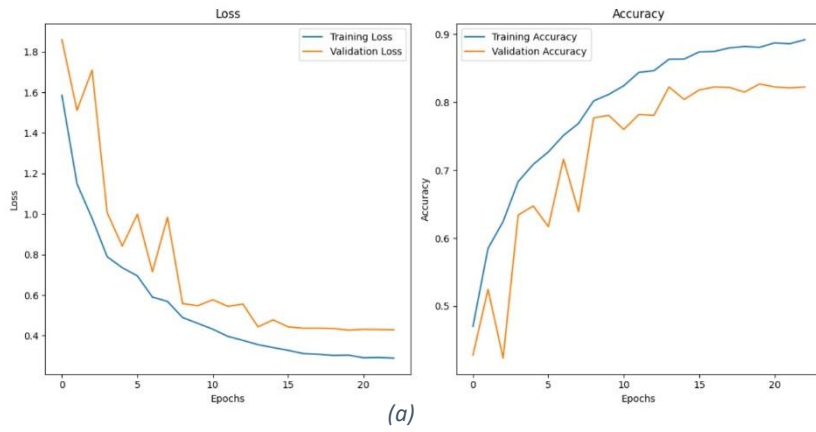 Loss
Training Loss
Validation Loss
1.8
1.6
1.4
1.2
1.0
0.8
0.6
0.4
Loss
0
5
10
15
20
Epochs
Accuracy
Training Accuracy
Validation Accuracy
0.9
0.8
0.7
0.6
0.5
Accuracy
0
5
10
15
20
Epochs
(a)